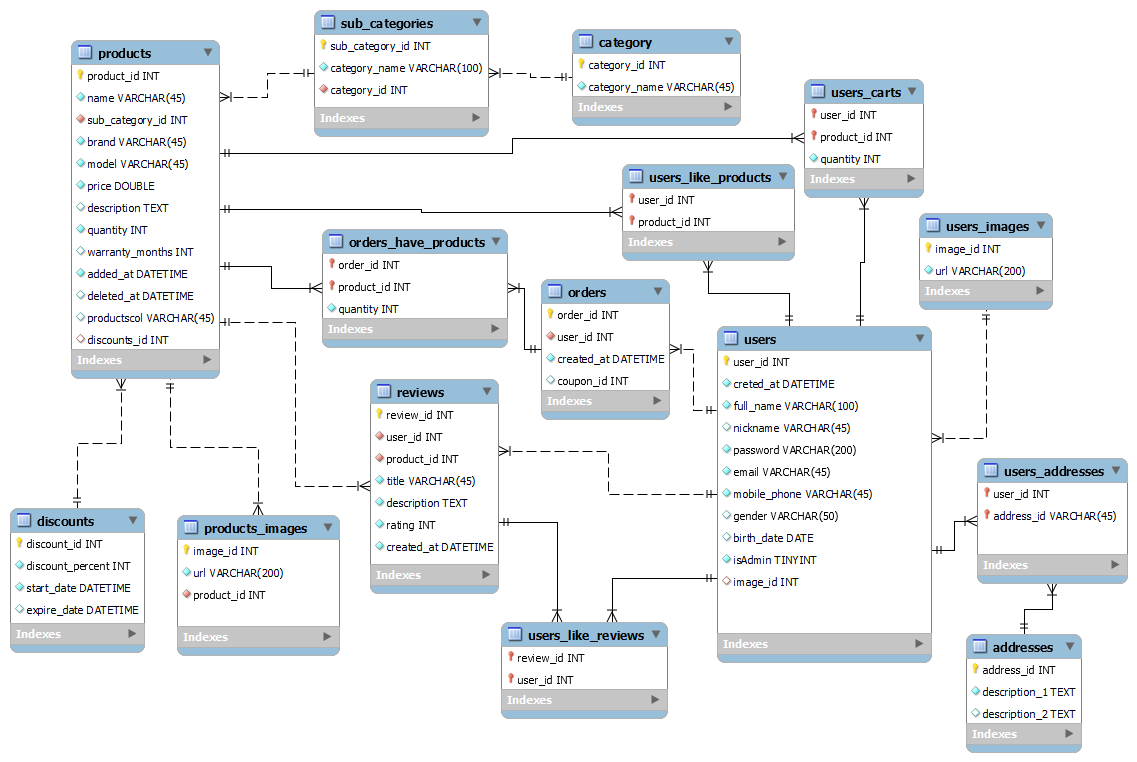 products
product_id INT
name VARCHAR(45)
sub_category_id INT
brand VARCHAR(45)
model VARCHAR(45)
price DOUBLE
description TEXT
quantity INT
warranty_months INT
added_at DATETIME
deleted_at DATETIME
productscol VARCHAR(45)
discounts_id INT
Indexes
sub_categories
sub_category_id INT
category_name VARCHAR(100)
category_id INT
Indexes
category
category_id INT
category_name VARCHAR(45)
Indexes
users_carts
user_id INT
product_id INT
quantity INT
Indexes
users_like_products
user_id INT
product_id INT
Indexes
users_images
image_id INT
url VARCHAR(200)
Indexes
orders_have_products
order_id INT
product_id INT
quantity INT
Indexes
orders
order_id INT
user_id INT
created_at DATETIME
coupon_id INT
Indexes
users
user_id INT
creted_at DATETIME
full_name VARCHAR(100)
nickname VARCHAR(45)
password VARCHAR(200)
email VARCHAR(45)
mobile_phone VARCHAR(45)
gender VARCHAR(50)
birth_date DATE
isAdmin TINYINT
image_id INT
Indexes
reviews
review_id INT
user_id INT
product_id INT
title VARCHAR(45)
description TEXT
rating INT
created_at DATETIME
Indexes
users_addresses
user_id INT
address_id VARCHAR(45)
Indexes
discounts
discount_id INT
discount_percent INT
start_date DATETIME
expire_date DATETIME
Indexes
products_images
image_id INT
url VARCHAR(200)
product_id INT
Indexes
users_like_reviews
review_id INT
user_id INT
Indexes
addresses
address_id INT
description_1 TEXT
description_2 TEXT
Indexes